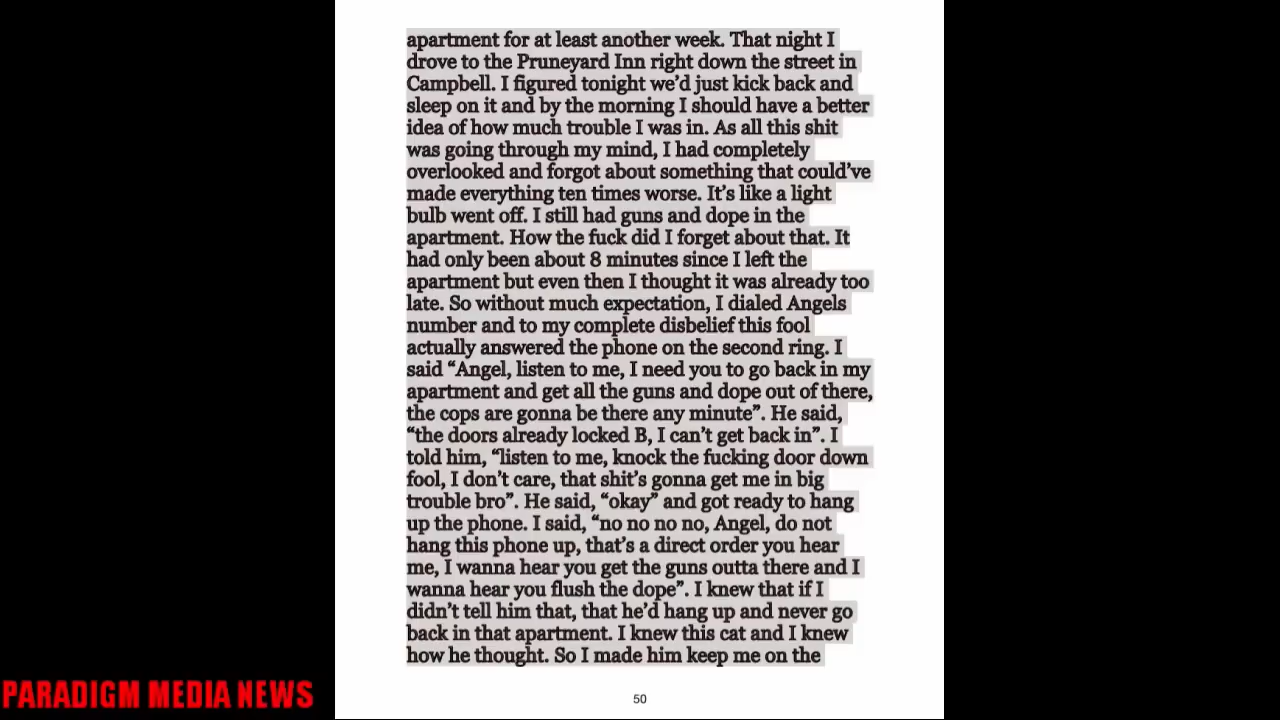 apartment for at least another week. That night I
drove to the Pruneyard Inn right down the street in
Campbell. I figured tonight we’d just kick back and
sleep on it and by the morning I should have a better
idea of how much trouble I was in. As all this shit
was going through my mind, I had completely
overlooked and forgot about something that could’ve
made everything ten times worse. It’s like a light
bulb went off. I still had guns and dope in the
apartment. How the fuck did I forget about that. It
had only been about 8 minutes since I left the
apartment but even then I thought it was already too
late. So without much expectation, I dialed Angels
number and to my complete disbelief this fool
actually answered the phone on the second ring. I
said “Angel, listen to me, I need you to go back in my
apartment and get all the guns and dope out of there,
the cops are gonna be there any minute”. He said,
“the doors already locked B, I can’t get back in”. I
told him, “listen to me, knock the fucking door down
fool, I don’t care, that shit’s gonna get me in big
trouble bro”. He said, “okay” and got ready to hang
up the phone. I said, “no no no no, Angel, do not
hang this phone up, that’s a direct order you hear
me, I wanna hear you get the guns outta there and I
wanna hear you flush the dope”. I knew that if I
didn’t tell him that, that he’d hang up and never go
back in that apartment. I knew this cat and I knew
how he thought. So I made him keep me on the
50
PARADIGM MEDIA NEWS